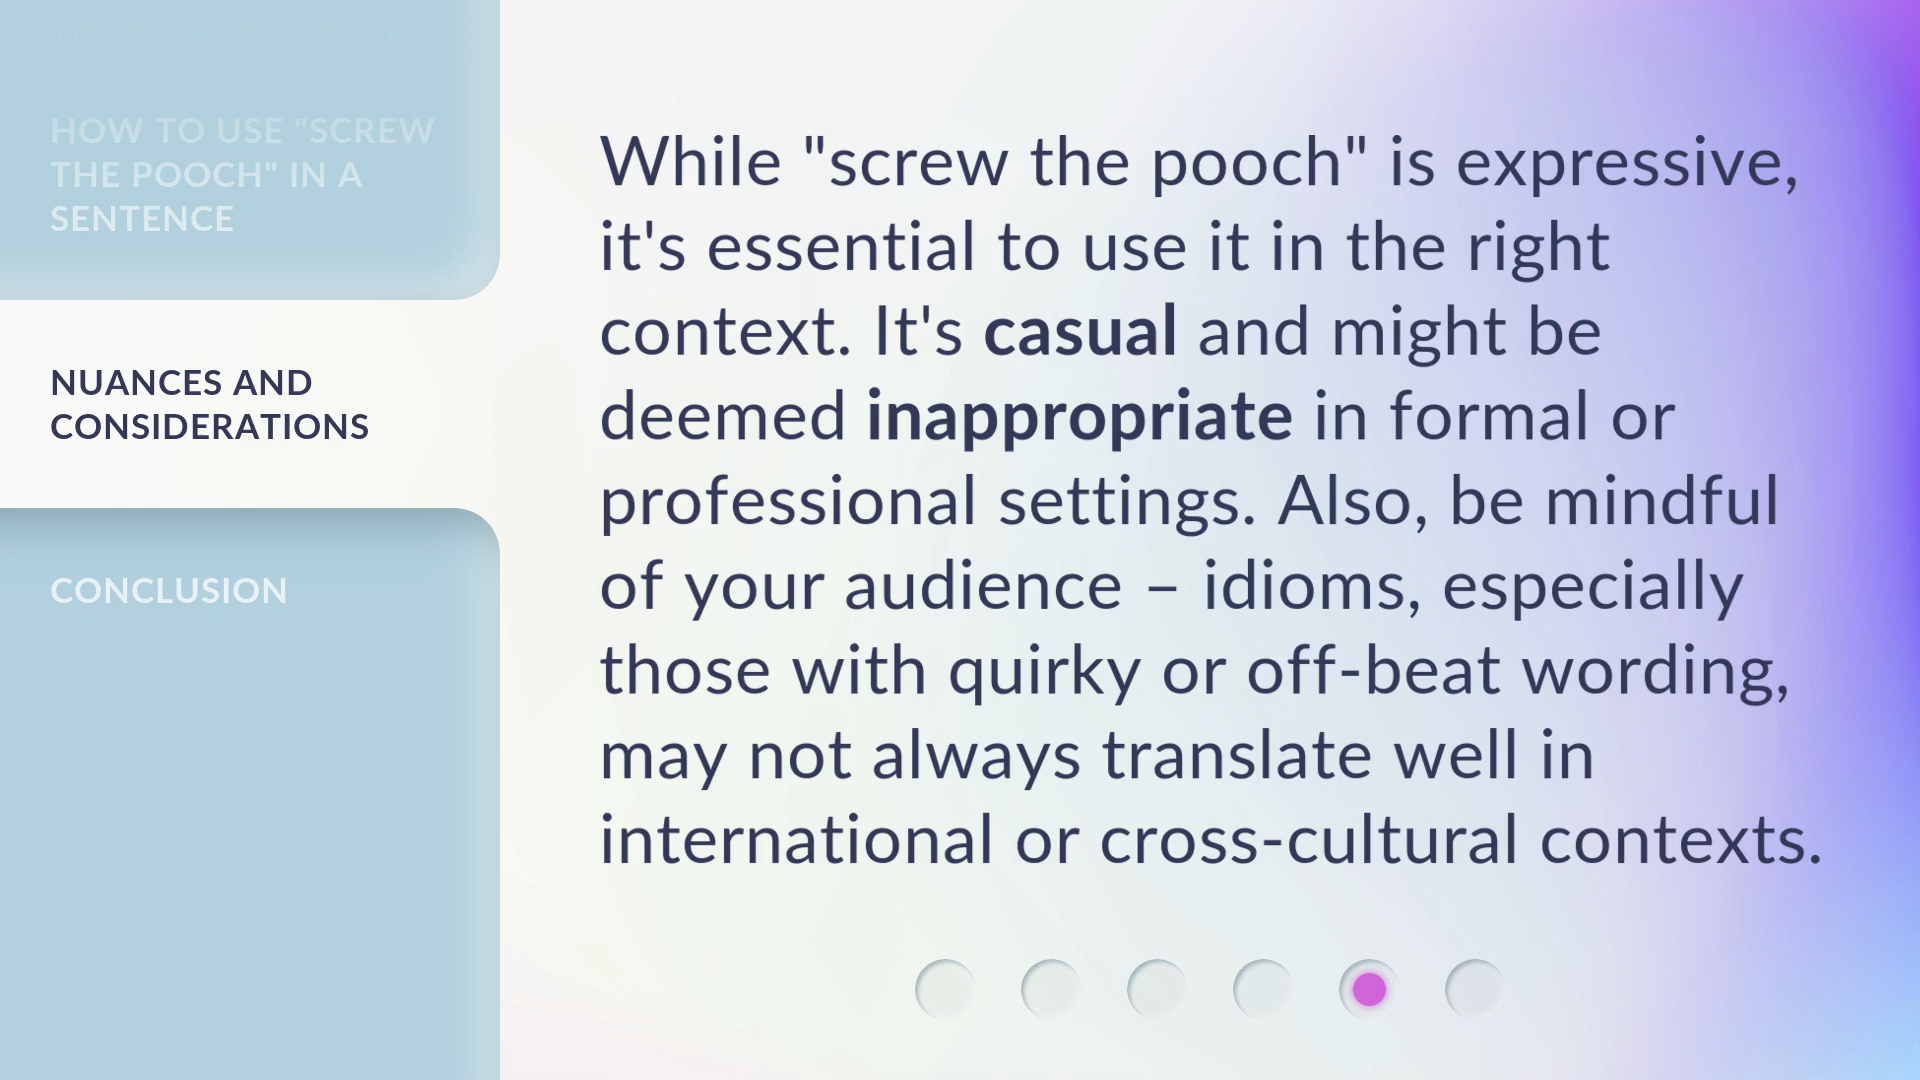 HOW TO USE "SCREW
THE POOCH" IN A
SENTENCE
NUANCES AND
CONSIDERATIONS
CONCLUSION
While "screw the pooch" is expressive,
it's essential to use it in the right
context. It's casual and might be
deemed inappropriate in formal or
professional settings. Also, be mindful
of your audience – idioms, especially
those with quirky or off-beat wording,
may not always translate well in
international or cross-cultural contexts.